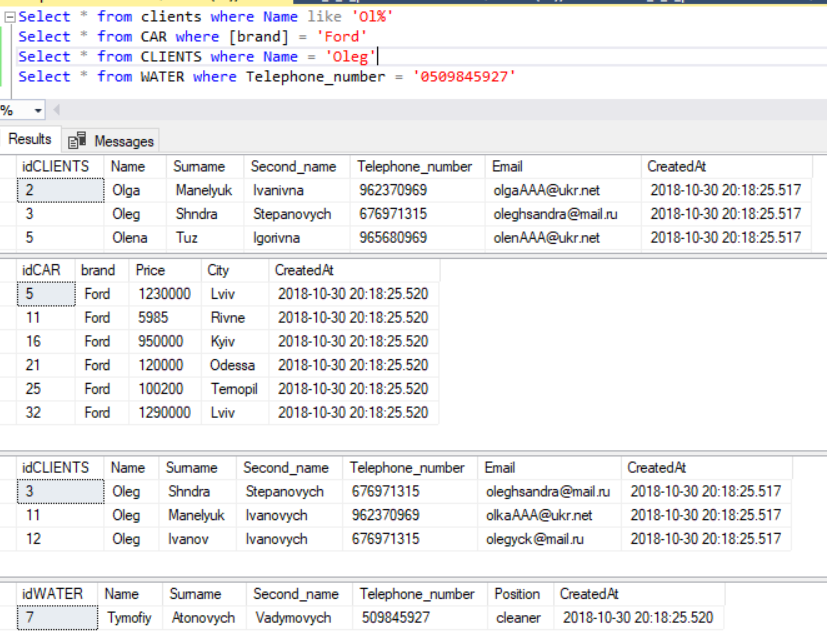 Select * from clients where Name like 'Ol%'
Select * from CAR where [brand] = 'Ford'
Select * from CLIENTS where Name = 'Oleg'
Select * from WATER where Telephone_number = '0509845927'
%
Results Messages
idCLIENTS Name Surname Second_name Telephone_number Email CreatedAt
2 Olga Manelyuk Ivanivna 962370969 olgaAAA@ukr.net 2018-10-30 20:18:25.517
3 Oleg Shndra Stepanovych 676971315 oleghsandra@mail.ru 2018-10-30 20:18:25.517
5 Olena Tuz Igorivna 965680969 olenAAA@ukr.net 2018-10-30 20:18:25.517
idCAR brand Price City CreatedAt
5 Ford 1230000 Lviv 2018-10-30 20:18:25.520
11 Ford 5985 Rivne 2018-10-30 20:18:25.520
16 Ford 950000 Kyiv 2018-10-30 20:18:25.520
21 Ford 120000 Odessa 2018-10-30 20:18:25.520
25 Ford 100200 Ternopil 2018-10-30 20:18:25.520
32 Ford 1290000 Lviv 2018-10-30 20:18:25.520
idCLIENTS Name Surname Second_name Telephone_number Email CreatedAt
3 Oleg Shndra Stepanovych 676971315 oleghsandra@mail.ru 2018-10-30 20:18:25.517
11 Oleg Manelyuk Ivanovych 962370969 olkaAAA@ukr.net 2018-10-30 20:18:25.517
12 Oleg Ivanov Ivanovych 676971315 olegyck@mail.ru 2018-10-30 20:18:25.517
idWATER Name Surname Second_name Telephone_number Position CreatedAt
7 Tymofiy Atonovych Vadymovych 509845927 cleaner 2018-10-30 20:18:25.520